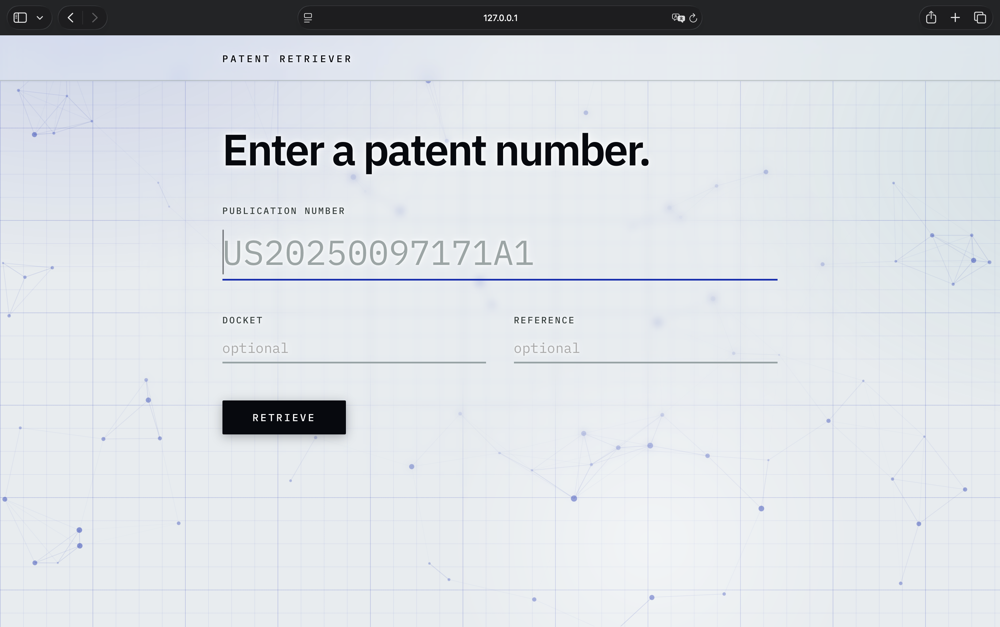 127.0.0.1
PATENT RETRIEVER
Enter a patent number.
PUBLICATION NUMBER
US20250097171A1
DOCKET
REFERENCE
optional
optional
RETRIEVE